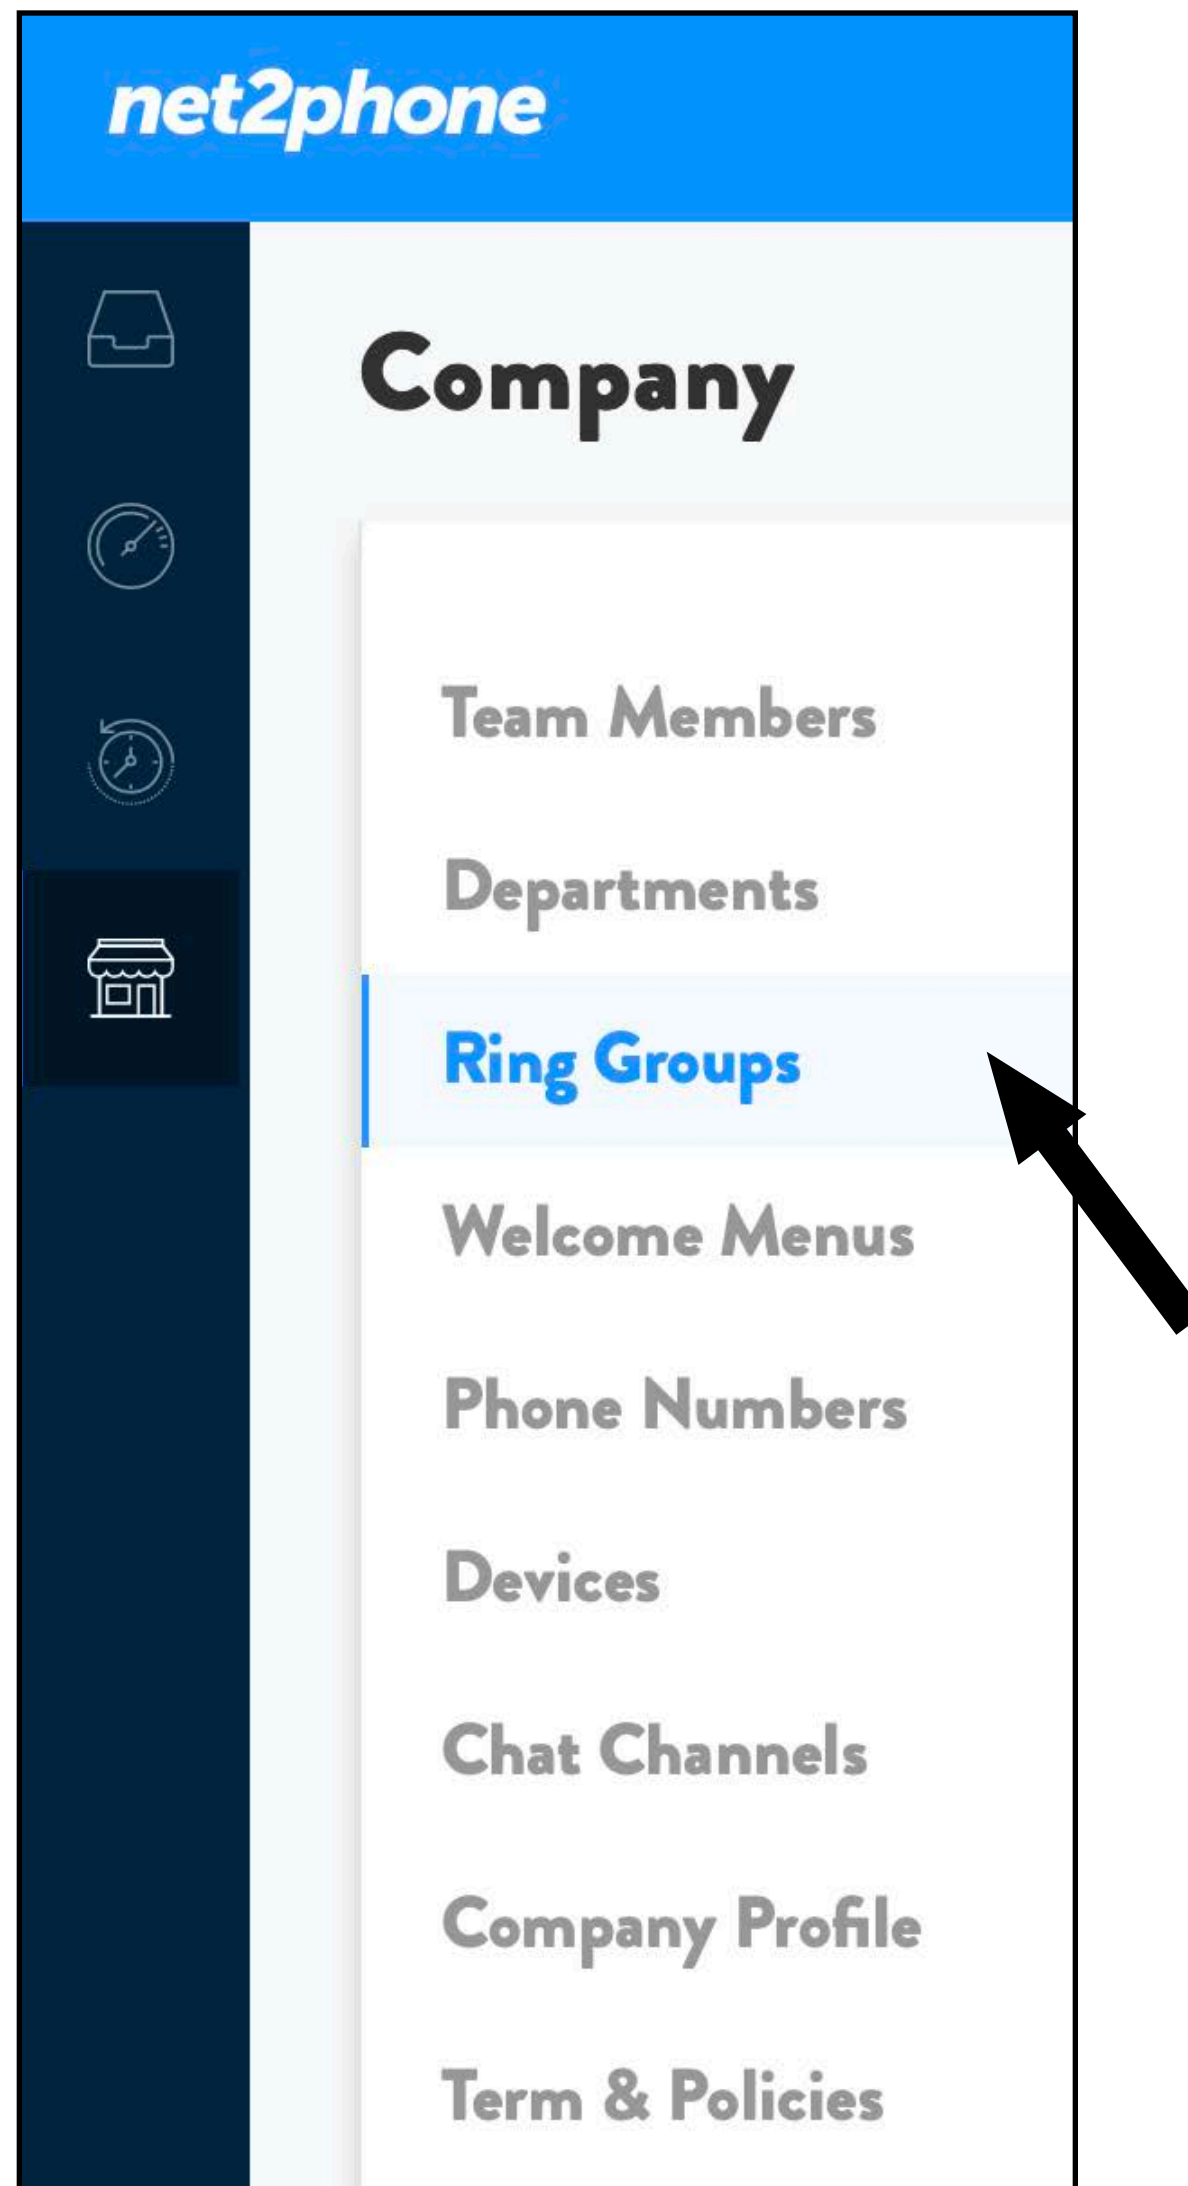 net2phone
Company
Team Members
Departments
Ring Groups
Welcome Menus
Phone Numbers
Devices
Chat Channels
Company Profile
Term & Policies